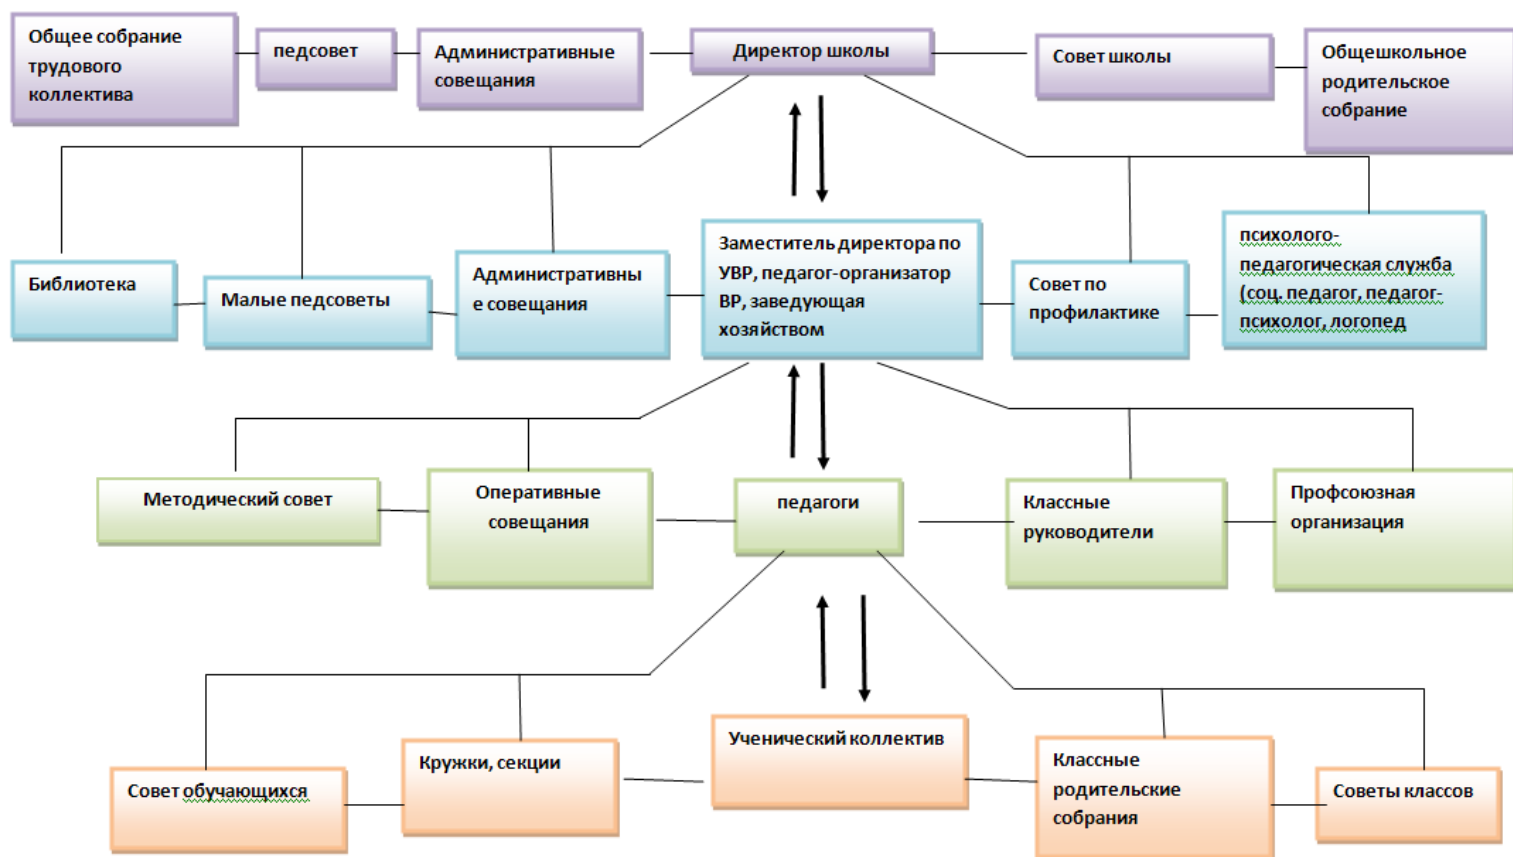 Общее собрание
трудового
коллектива
педсовет
Административные
совещания
Директор школы
Совет школы
Общешкольное
родительское
собрание
Библиотека
Малые педсоветы
Административны
е совещания
Заместитель директора по
УВР, педагог-организатор
ВР, заведующая
хозяйством
Совет по
профилактике
психолого-
педагогическая служба
(соц. педагог, педагог-
психолог, логопед
Методический совет
Оперативные
совещания
педагоги
Классные
руководители
Профсоюзная
организация
Совет обучающихся
Кружки, секции
Ученический коллектив
Классные
родительские
собрания
Советы классов